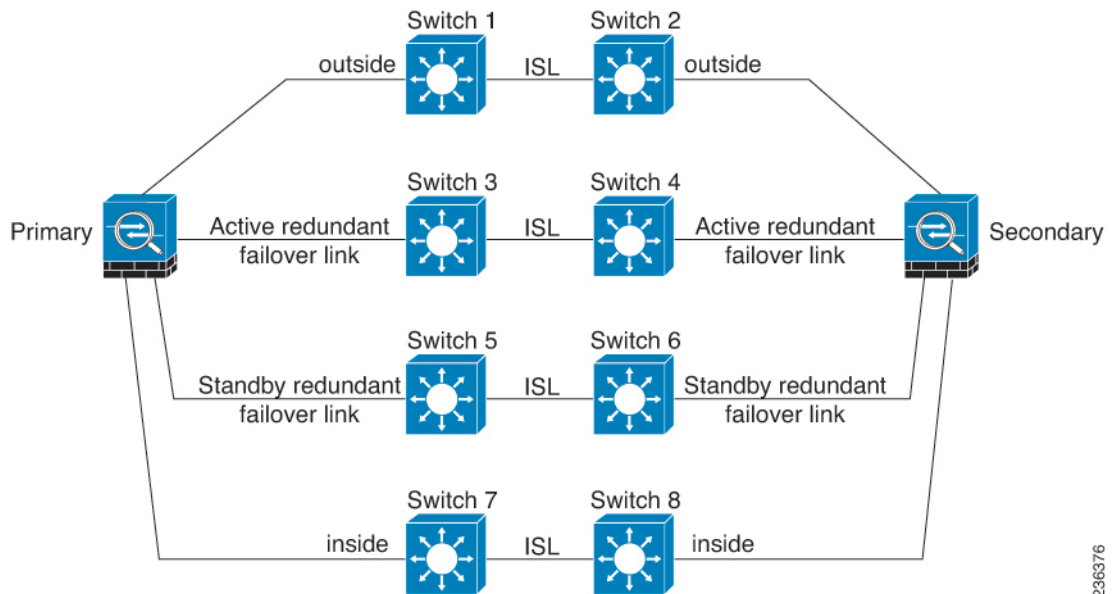 Switch 1
Switch 2
outside
ISL
outside
Switch 3
Switch 4
Primary
Active redundant
failover link
ISL
Active redundant
failover link
Secondary
Switch 5
Switch 6
Standby redundant
failover link
ISL
Standby redundant
failover link
Switch 7
Switch 8
inside
ISL
inside
236376